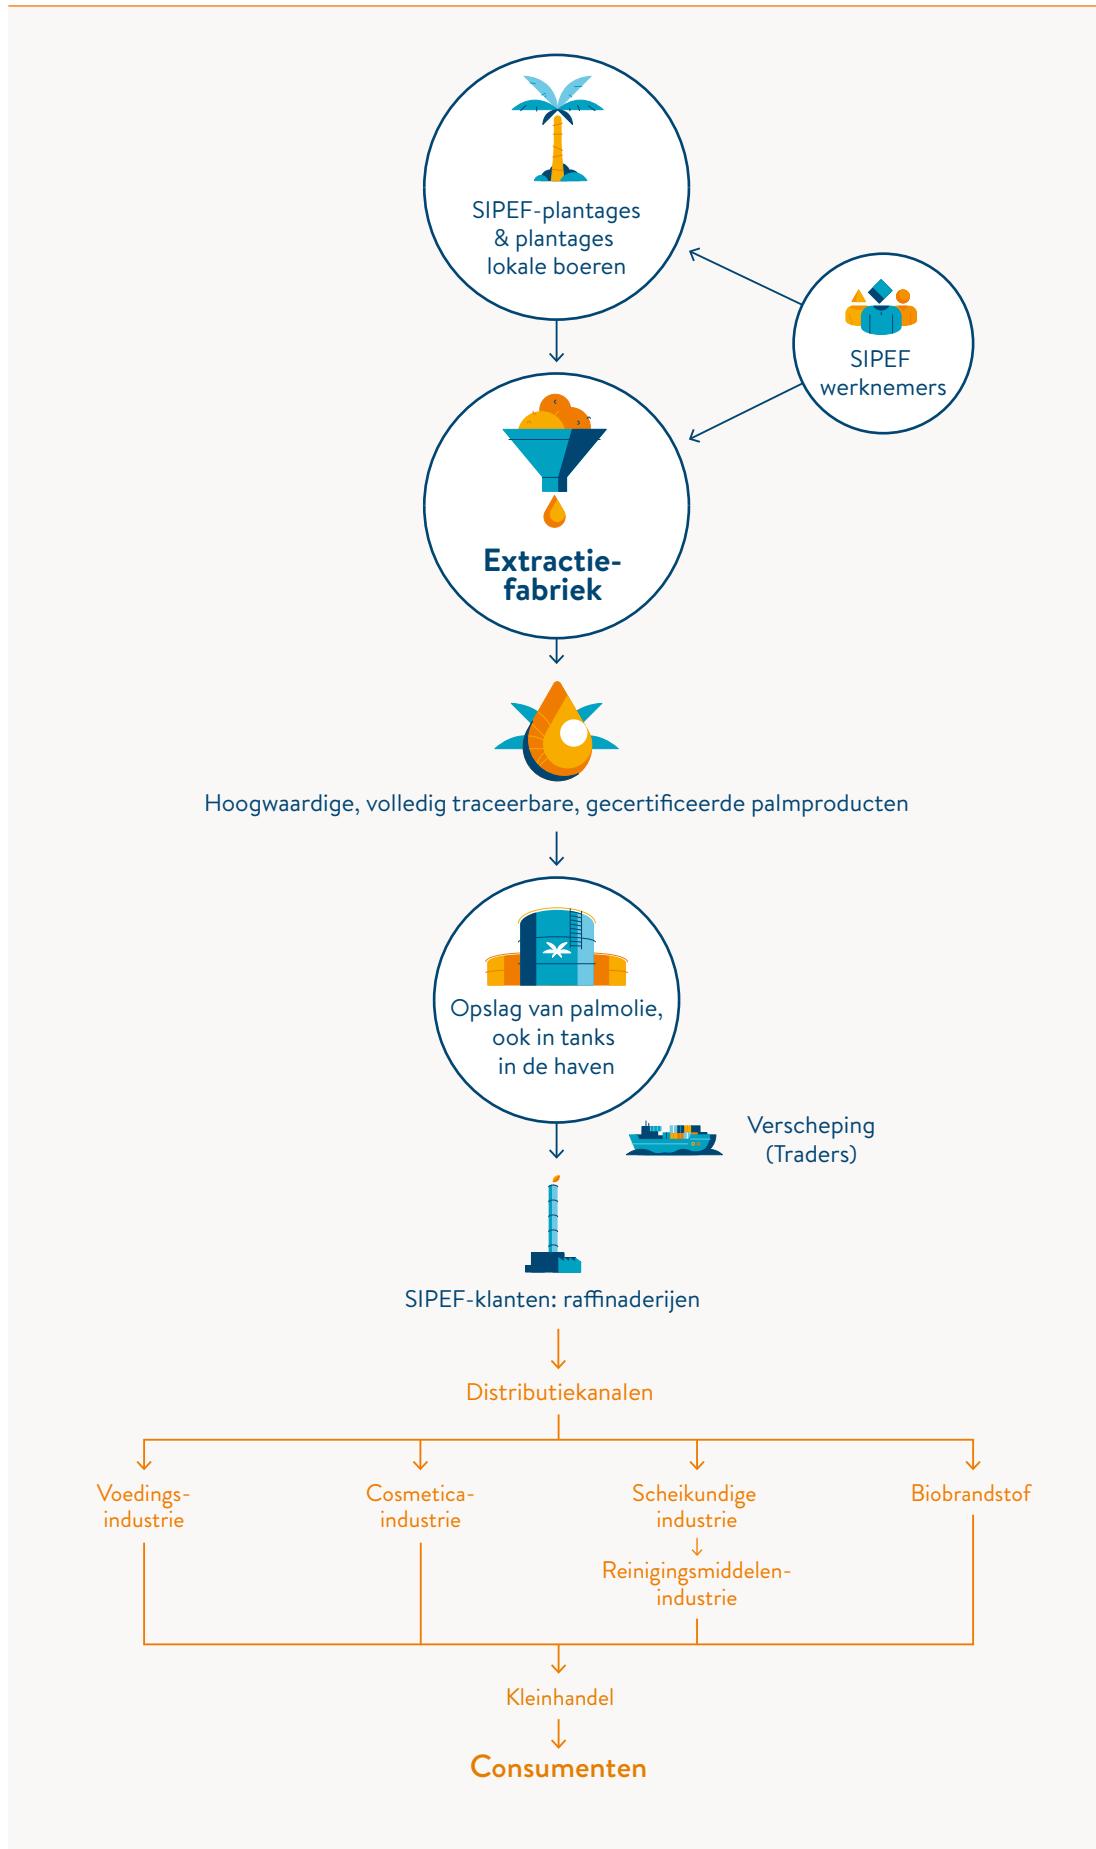 SIPEF-plantages
& plantages
lokale boeren
SIPEF
werknemers
Extractie-
fabriek
Hoogwaardige, volledig traceerbare, gecertificeerde palmproducten
Opslag van palmolie,
ook in tanks
in de haven
Verscheping
(Traders)
SIPEF-klanten: raffinaderijen
Distributiekanalen
Voedings-
industrie
Cosmetica-
industrie
Scheikundige
industrie
Reinigingsmiddelen-
industrie
Biobrandstof
Kleinhandel
Consumenten